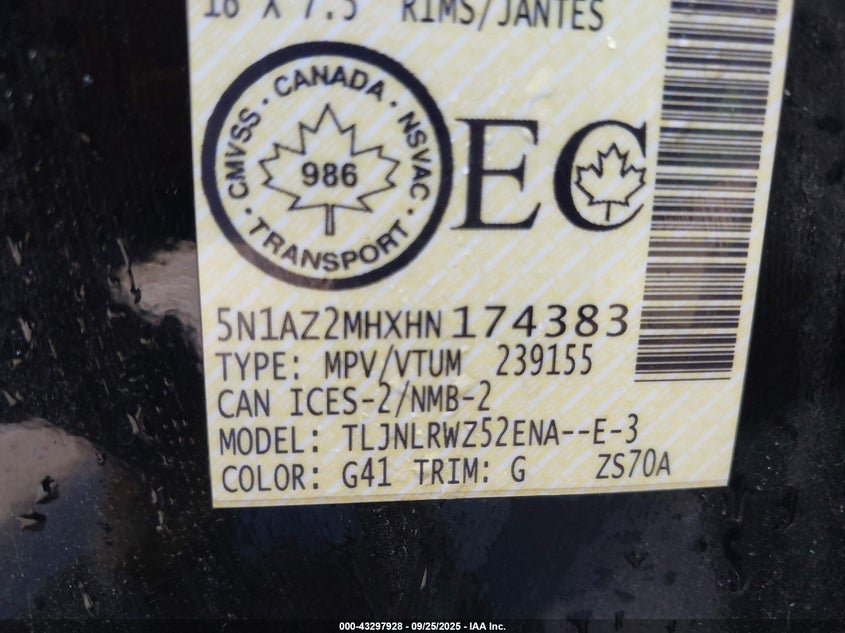 18 X 7.5 RIMS/JANTES
CMVSS · CANADA · NSVAC · TRANSPORT ·
986
EC
5N1AZ2MHXHN174383
TYPE: MPV/VTUM 239155
CAN ICES-2/NMB-2
MODEL: TLJNLRWZ52ENA--E-3
COLOR: G41 TRIM: G ZS70A
000-43297928 - 09/25/2025 - IAA Inc.